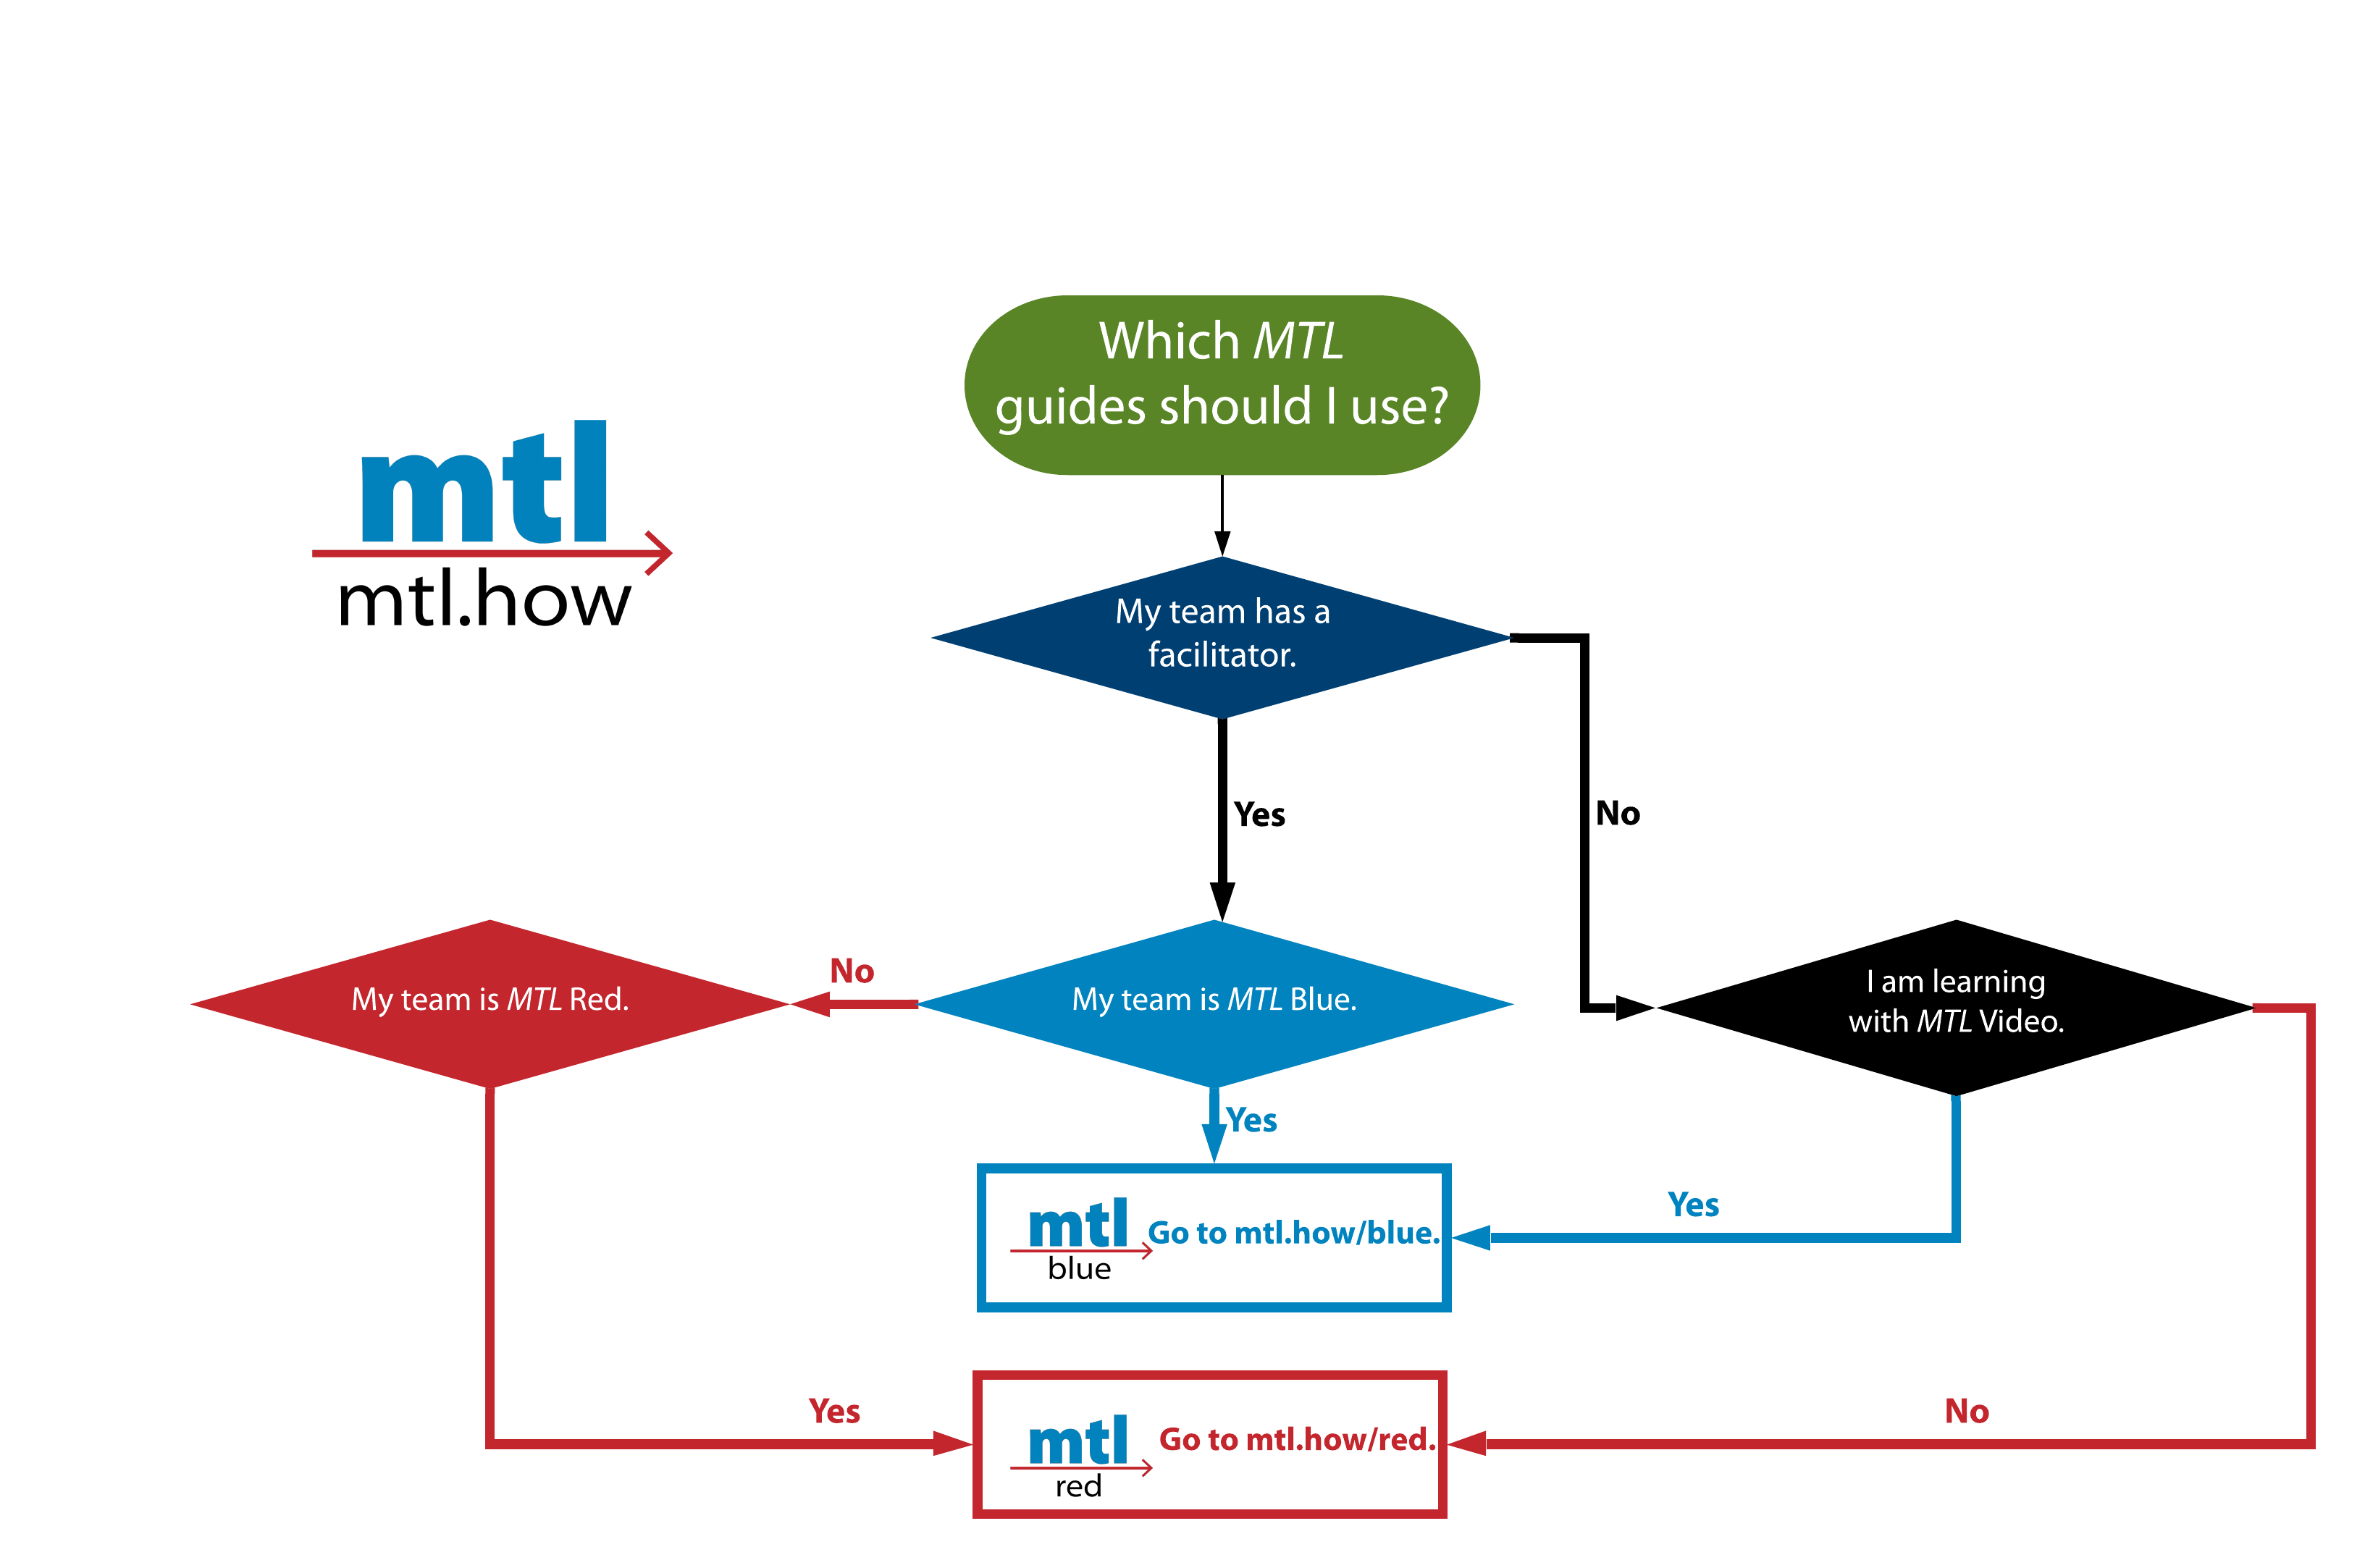 Which MTL
guides should I use?
mtl
mtl.how
My team has a
facilitator.
Yes
No
My team is MTL Red.
No
My team is MTL Blue.
I am learning
with MTL Video.
Yes
mtl
blue
Go to mtl.how/blue.
Yes
Yes
mtl
red
Go to mtl.how/red.
No